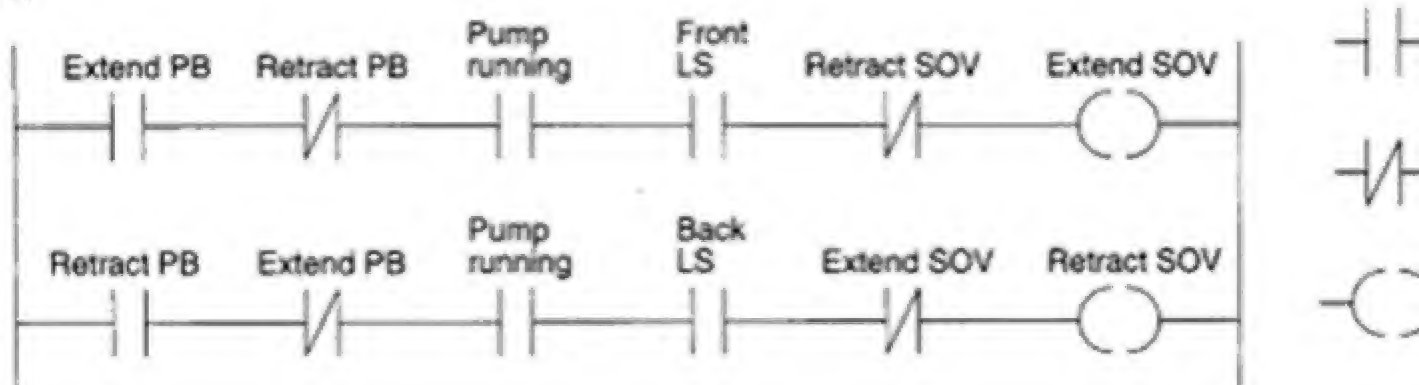 Extend PB Retract PB Pump running Front LS Retract SOV Extend SOV
Retract PB Extend PB Pump running Back LS Extend SOV Retract SOV